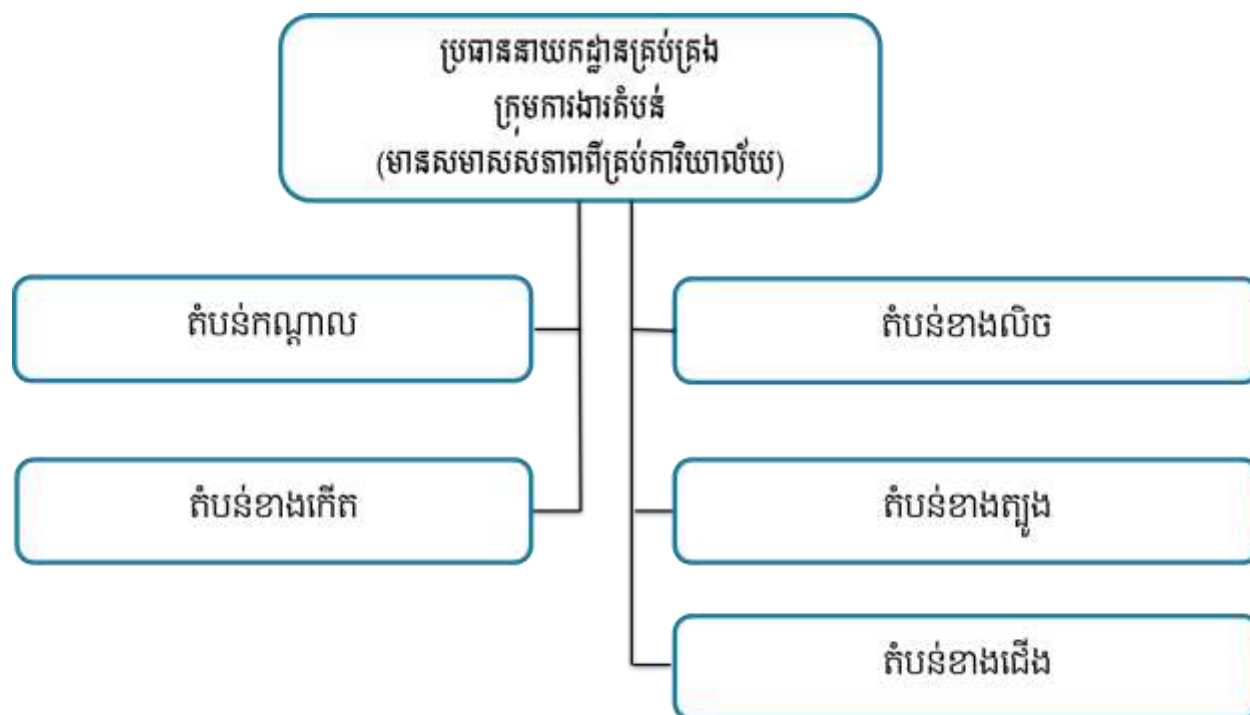 ប្រធាននាយកដ្ឋានគ្រប់គ្រង
ក្រុមការងារតំបន់
(មានសមាសសភាពពីគ្រប់ការិយាល័យ)
តំបន់កណ្តាល
តំបន់ខាងលិច
តំបន់ខាងកើត
តំបន់ខាងត្បូង
តំបន់ខាងជើង